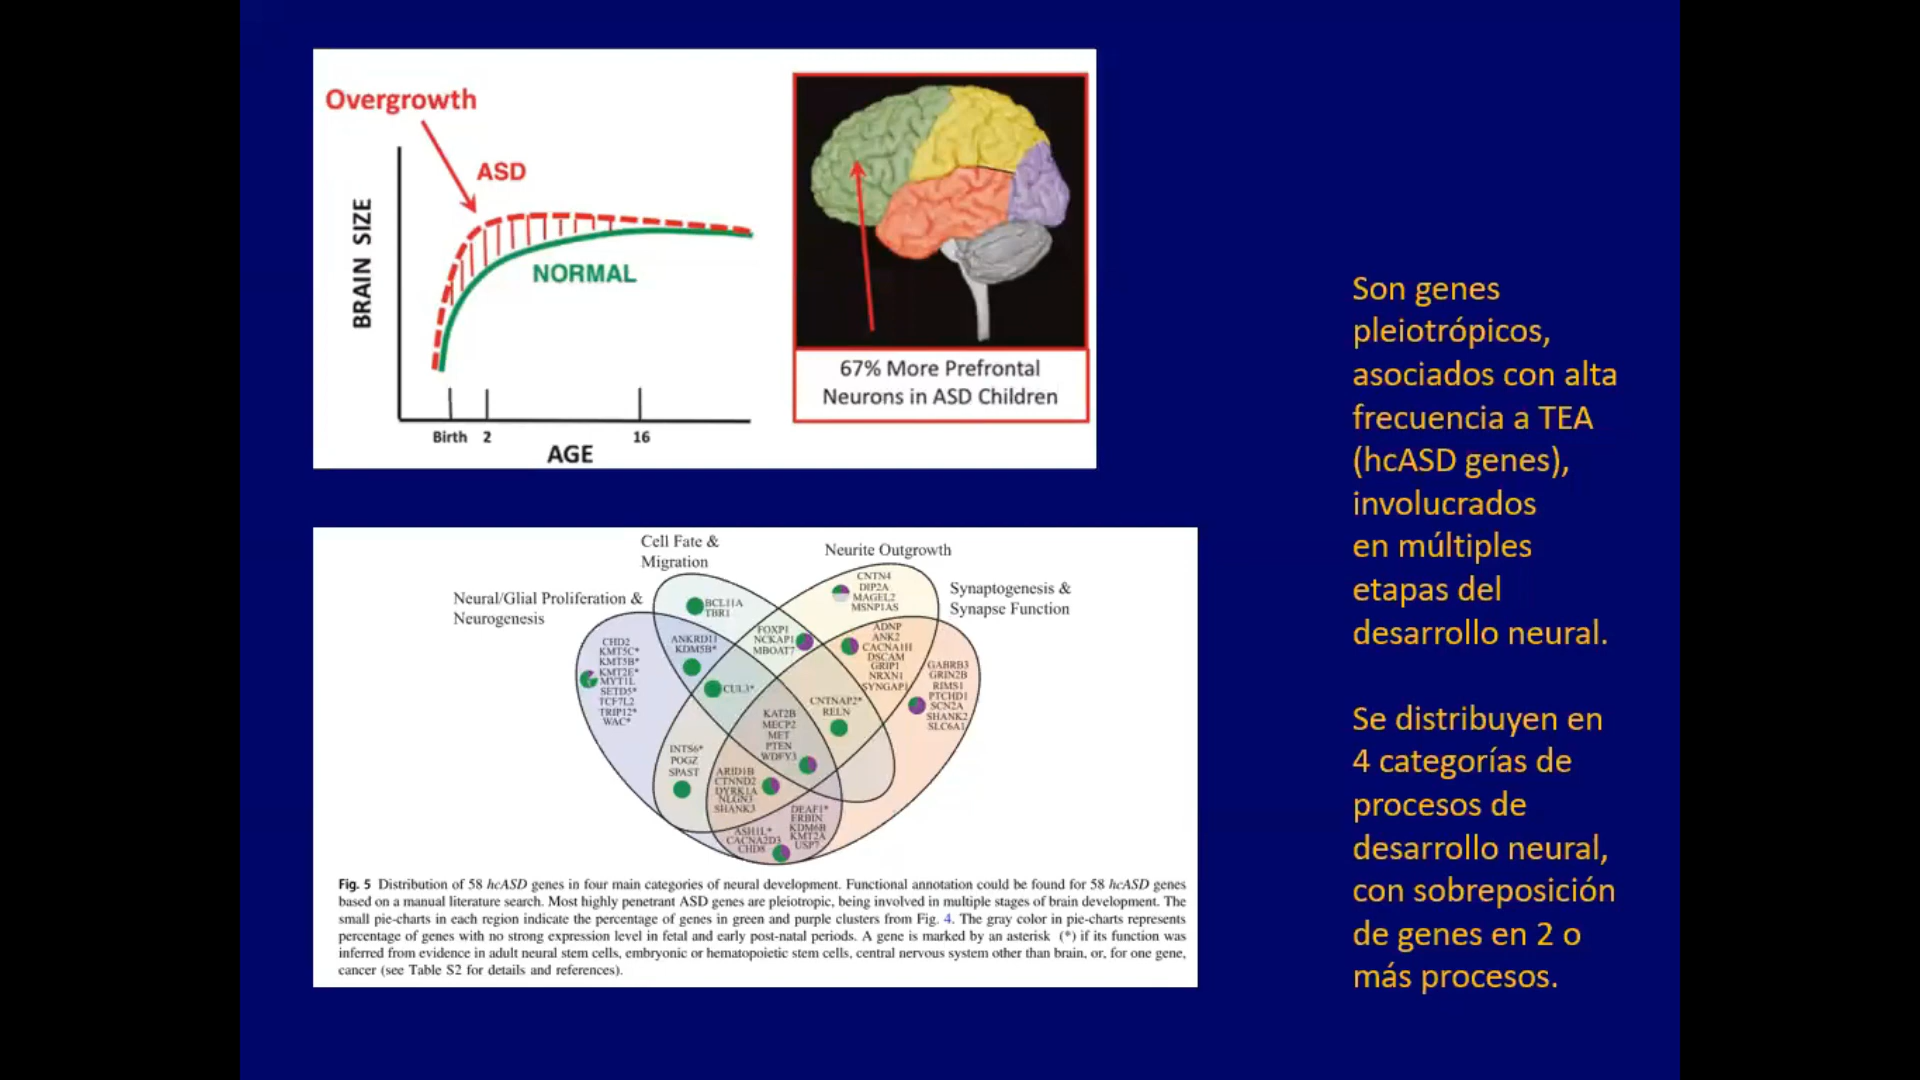 Overgrowth
ASD
NORMAL
BRAIN SIZE
Birth 2 16
AGE
67% More Prefrontal
Neurons in ASD Children
Cell Fate &
Migration
Neurite Outgrowth
Neural/Glial Proliferation &
Neurogenesis
Synaptogenesis &
Synapse Function
BCL11A
TBR1
CNTN4
DIP2A
MAGEL2
MSNP1AS
CHD2
KMT5C*
KMT5B*
KMT2E*
MYT1L
SETD5*
TCF7L2
TRIP12*
WAC*
ANKRD11
KDM5B*
FOXP1
NCKAP1
MBOAT7
ADNP
ANK2
CACNA1H
DSCAM
GRIP1
NRXN1
SYNGAP1
GABRB3
GRIN2B
RIMS1
PTCHD1
SCN2A
SHANK2
SLC6A1
CUL3*
CNTNAP2*
RELN
KAT2B
MECP2
MET
PTEN
WDFY3
INTS6*
POGZ
SPAST
ARID1B
CTNND2
DYRK1A
NLGN3
SHANK3
DEAF1*
ERBIN
KDM6B
KMT2A
USP7
ASH1L*
CACNA2D3
CHD8
Fig. 5 Distribution of 58 hcASD genes in four main categories of neural development. Functional annotation could be found for 58 hcASD genes
based on a manual literature search. Most highly penetrant ASD genes are pleiotropic, being involved in multiple stages of brain development. The
small pie-charts in each region indicate the percentage of genes in green and purple clusters from Fig. 4. The gray color in pie-charts represents
percentage of genes with no strong expression level in fetal and early post-natal periods. A gene is marked by an asterisk (*) if its function was
inferred from evidence in adult neural stem cells, embryonic or hematopoietic stem cells, central nervous system other than brain, or, for one gene,
cancer (see Table S2 for details and references).
Son genes
pleiotrópicos,
asociados con alta
frecuencia a TEA
(hcASD genes),
involucrados
en múltiples
etapas del
desarrollo neural.
Se distribuyen en
4 categorías de
procesos de
desarrollo neural,
con sobreposición
de genes en 2 o
más procesos.